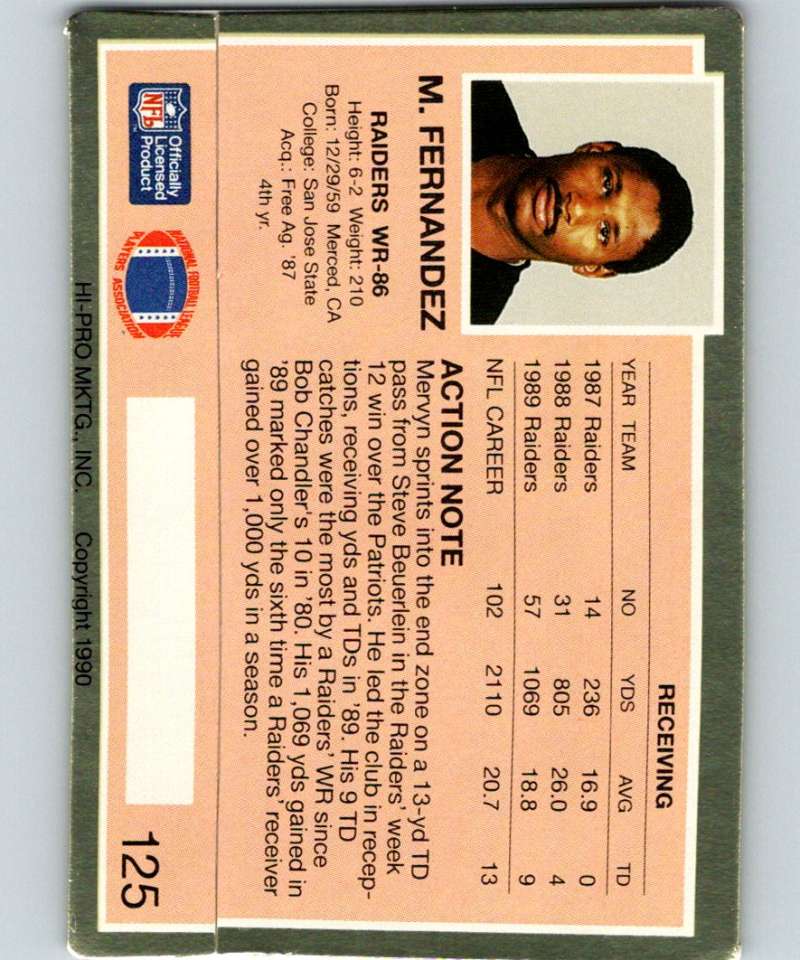 M. FERNANDEZ
RAIDERS WR-86
Height: 6-2 Weight: 210
Born: 12/29/59 Merced, CA
College: San Jose State
Acq.: Free Ag. '87
4th yr.
NFL
Officially
Licensed
Product
™
NATIONAL FOOTBALL LEAGUE
PLAYERS ASSOCIATION
RECEIVING
YEAR TEAM NO YDS AVG TD
1987 Raiders 14 236 16.9 0
1988 Raiders 31 805 26.0 4
1989 Raiders 57 1069 18.8 9
NFL CAREER 102 2110 20.7 13
ACTION NOTE
Mervyn sprints into the end zone on a 13-yd TD
pass from Steve Beuerlein in the Raiders' week
12 win over the Patriots. He led the club in recep-
tions, receiving yds and TDs in '89. His 9 TD
catches were the most by a Raiders' WR since
Bob Chandler's 10 in '80. His 1,069 yds gained in
'89 marked only the sixth time a Raiders' receiver
gained over 1,000 yds in a season.
125
HI-PRO MKTG., INC. Copyright 1990